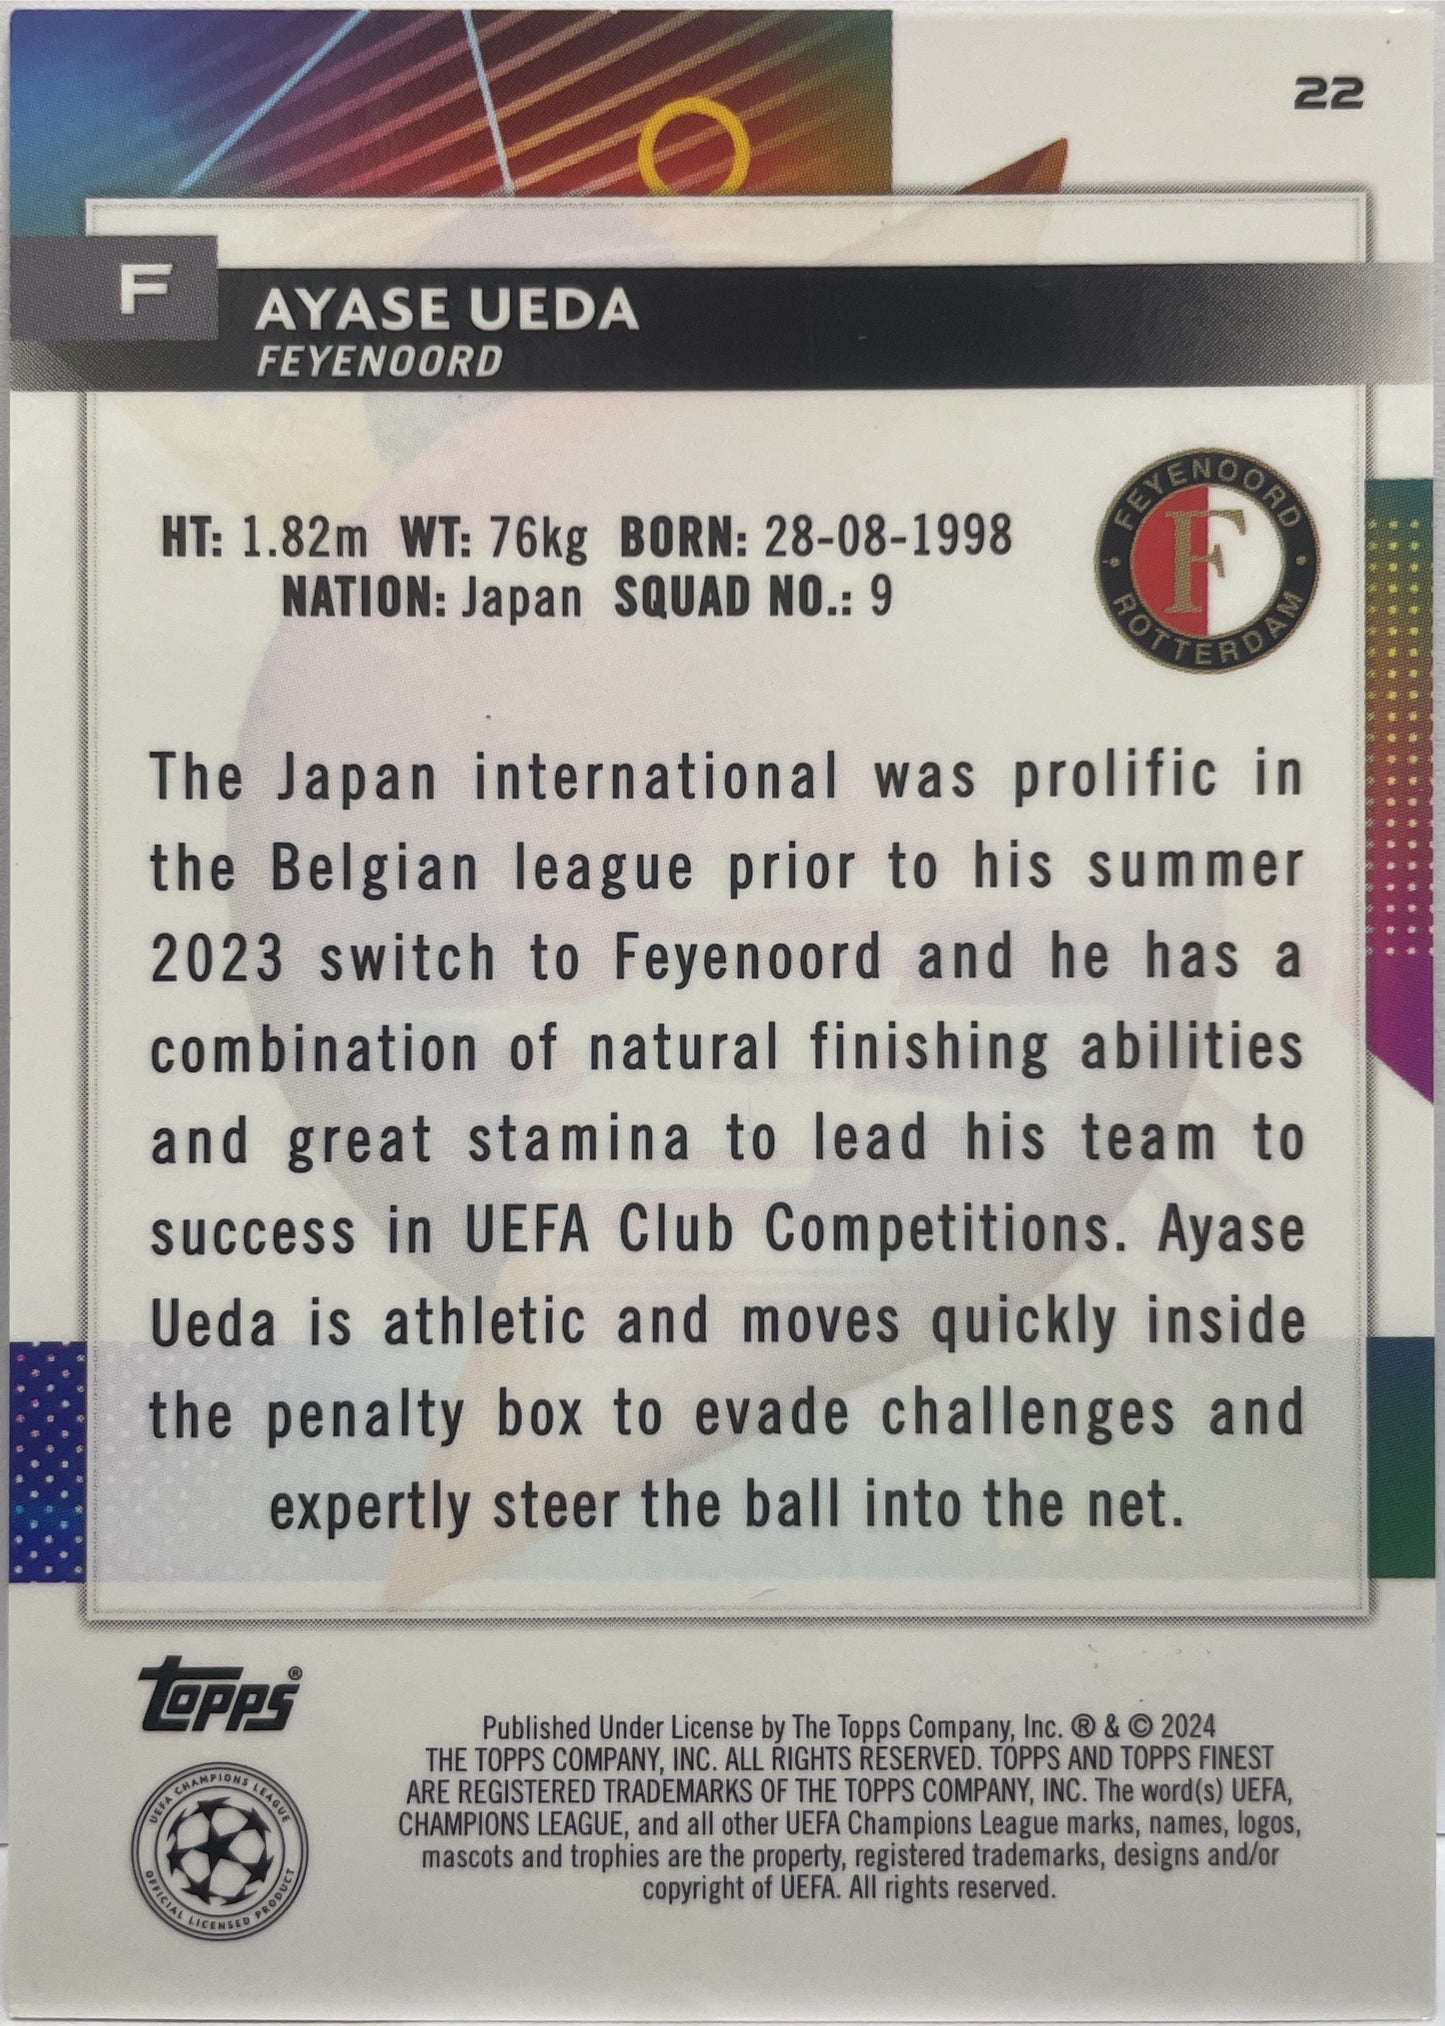 22
F
AYASE UEDA
FEYENOORD
HT: 1.82m WT: 76kg BORN: 28-08-1998
NATION: Japan SQUAD NO.: 9
FEYENOORD
F
ROTTERDAM
The Japan international was prolific in
the Belgian league prior to his summer
2023 switch to Feyenoord and he has a
combination of natural finishing abilities
and great stamina to lead his team to
success in UEFA Club Competitions. Ayase
Ueda is athletic and moves quickly inside
the penalty box to evade challenges and
expertly steer the ball into the net.
topps®
UEFA CHAMPIONS LEAGUE
OFFICIAL LICENSED PRODUCT
Published Under License by The Topps Company, Inc. ® & © 2024
THE TOPPS COMPANY, INC. ALL RIGHTS RESERVED. TOPPS AND TOPPS FINEST
ARE REGISTERED TRADEMARKS OF THE TOPPS COMPANY, INC. The word(s) UEFA,
CHAMPIONS LEAGUE, and all other UEFA Champions League marks, names, logos,
mascots and trophies are the property, registered trademarks, designs and/or
copyright of UEFA. All rights reserved.